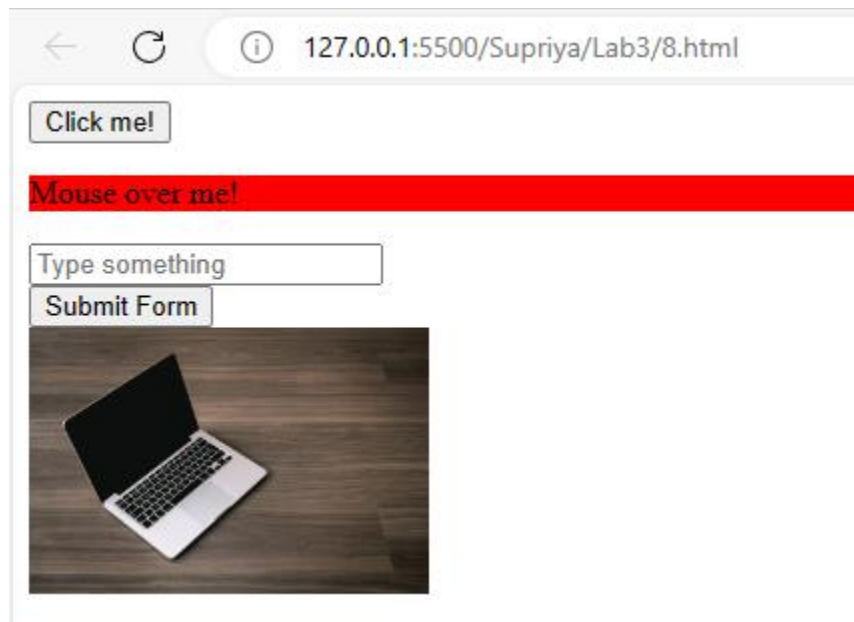 127.0.0.1:5500/Supriya/Lab3/8.html
Click me!
Mouse over me!
Type something
Submit Form